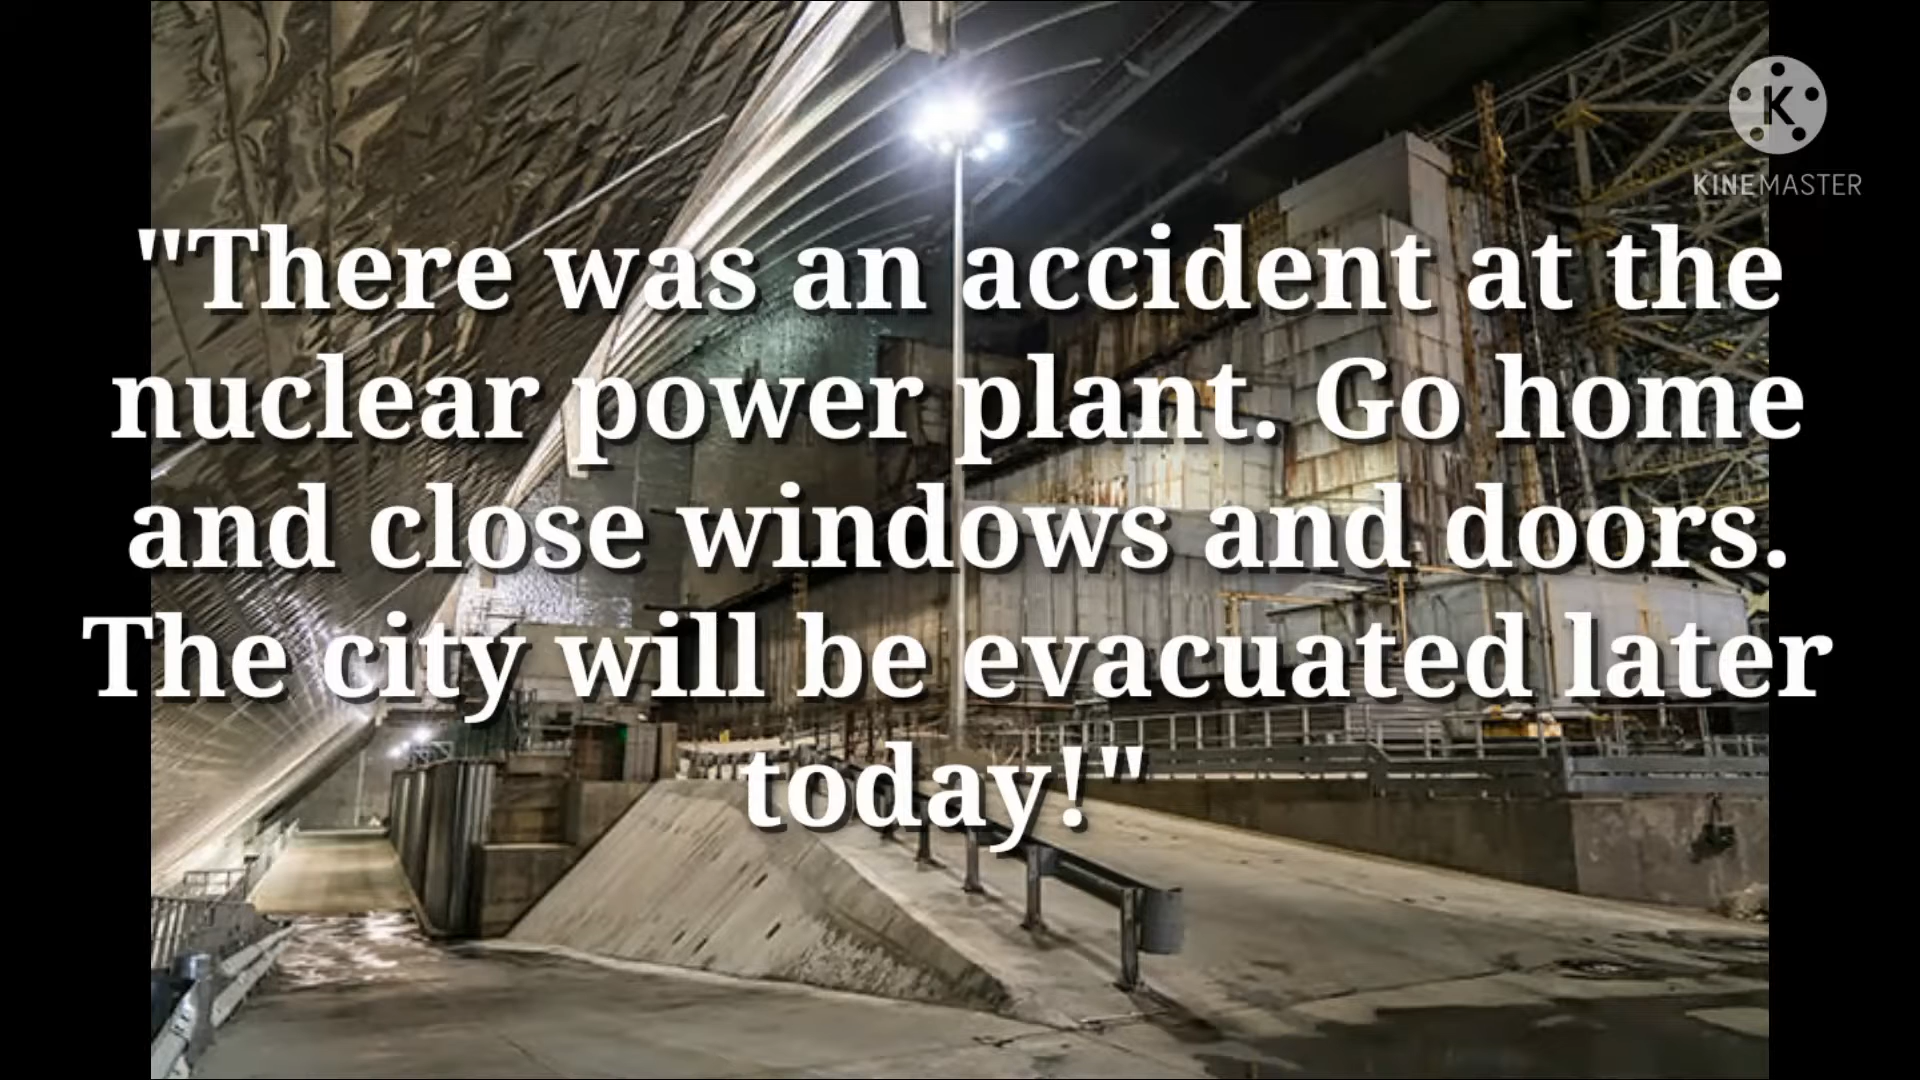 K
KINEMASTER
"There was an accident at the
nuclear power plant. Go home
and close windows and doors.
The city will be evacuated later
today!"